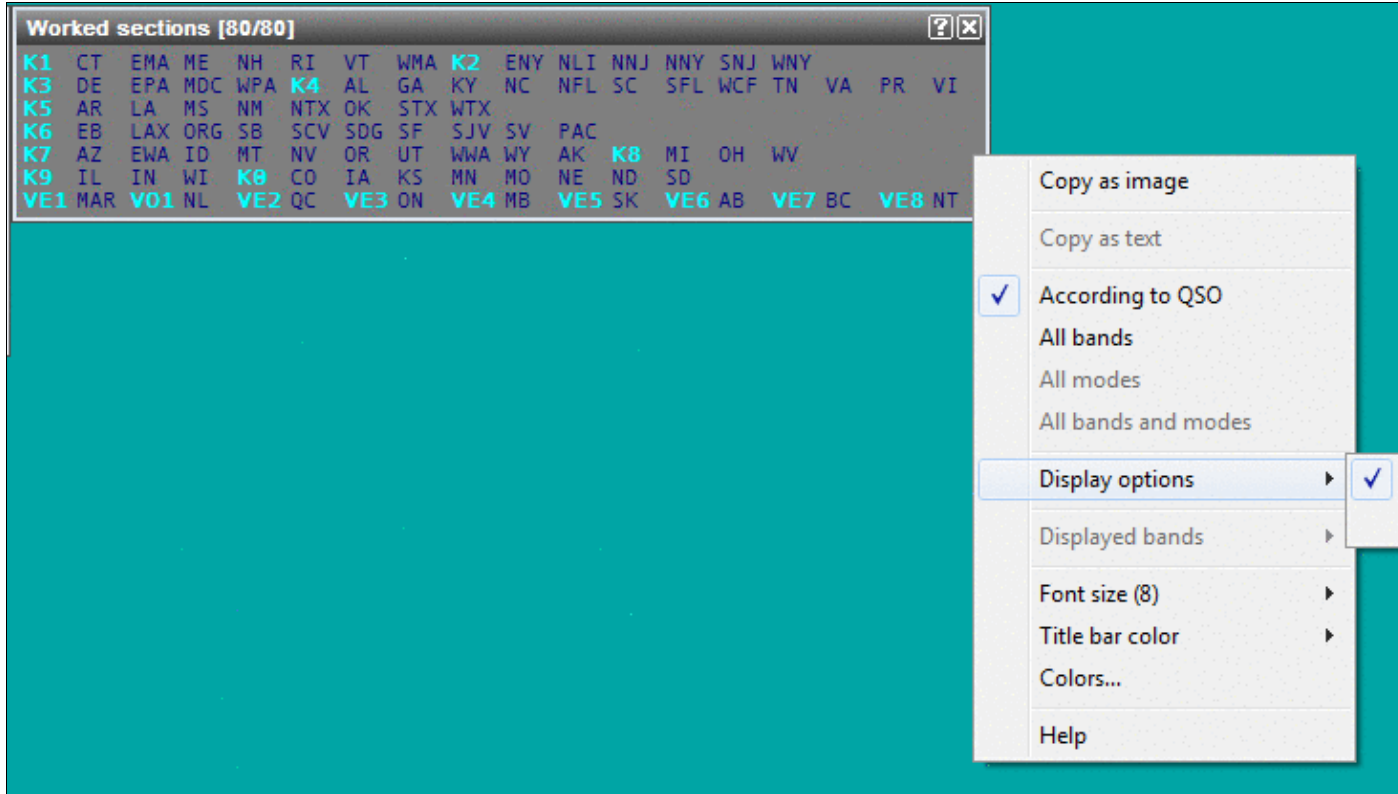 Worked sections [80/80]
K1 CT EMA ME NH RI VT WMA K2 ENY NLI NNJ NNY SNJ WNY
K3 DE EPA MDC WPA K4 AL GA KY NC NFL SC SFL WCF TN VA PR VI
K5 AR LA MS NM NTX OK STX WTX
K6 EB LAX ORG SB SCV SDG SF SJV SV PAC
K7 AZ EWA ID MT NV OR UT WWA WY AK K8 MI OH WV
K9 IL IN WI K0 CO IA KS MN MO NE ND SD
VE1 MAR VO1 NL VE2 QC VE3 ON VE4 MB VE5 SK VE6 AB VE7 BC VE8 NT
Copy as image
Copy as text
According to QSO
All bands
All modes
All bands and modes
Display options
Displayed bands
Font size (8)
Title bar color
Colors...
Help